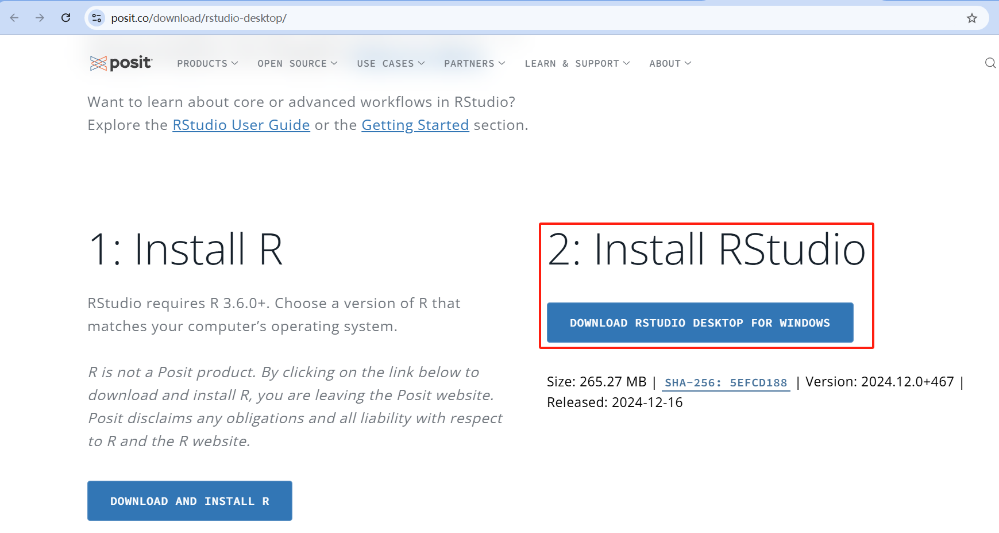 posit.co/download/rstudio-desktop/
posit
PRODUCTS
OPEN SOURCE
USE CASES
PARTNERS
LEARN & SUPPORT
ABOUT
Want to learn about core or advanced workflows in RStudio?
Explore the RStudio User Guide or the Getting Started section.
1: Install R
RStudio requires R 3.6.0+. Choose a version of R that
matches your computer’s operating system.
R is not a Posit product. By clicking on the link below to
download and install R, you are leaving the Posit website.
Posit disclaims any obligations and all liability with respect
to R and the R website.
DOWNLOAD AND INSTALL R
2: Install RStudio
DOWNLOAD RSTUDIO DESKTOP FOR WINDOWS
Size: 265.27 MB | SHA-256: 5EFCD188 | Version: 2024.12.0+467 |
Released: 2024-12-16